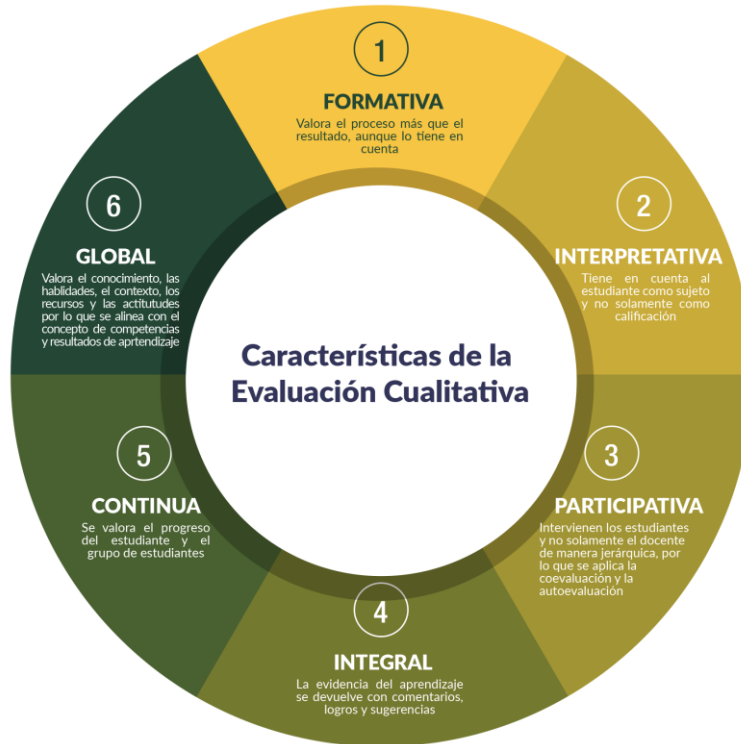 1
FORMATIVA
Valora el proceso más que el
resultado, aunque lo tiene en
cuenta
2
INTERPRETATIVA
Tiene en cuenta al
estudiante como sujeto
y no solamente como
calificación
3
PARTICIPATIVA
Intervienen los estudiantes
y no solamente el docente
de manera jerárquica, por
lo que se aplica la
coevaluación y la
autoevaluación
4
INTEGRAL
La evidencia del aprendizaje
se devuelve con comentarios,
logros y sugerencias
5
CONTINUA
Se valora el progreso
del estudiante y el
grupo de estudiantes
6
GLOBAL
Valora el conocimiento, las
hablidades, el contexto, los
recursos y las actitutudes
por lo que se alinea con el
concepto de competencias
y resultados de aprtendizaje
Características de la
Evaluación Cualitativa